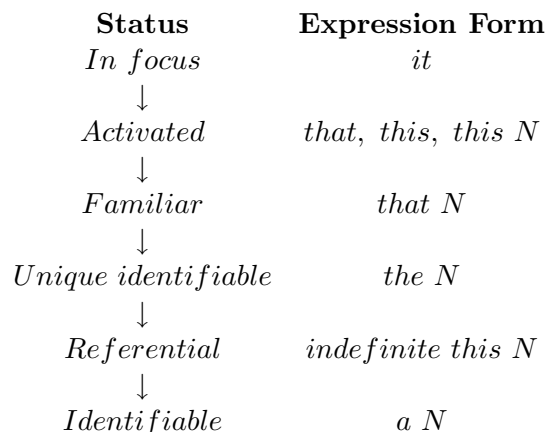 Status Expression Form
In focus it
↓
Activated that, this, this N
↓
Familiar that N
↓
Unique identifiable the N
↓
Referential indefinite this N
↓
Identifiable a N